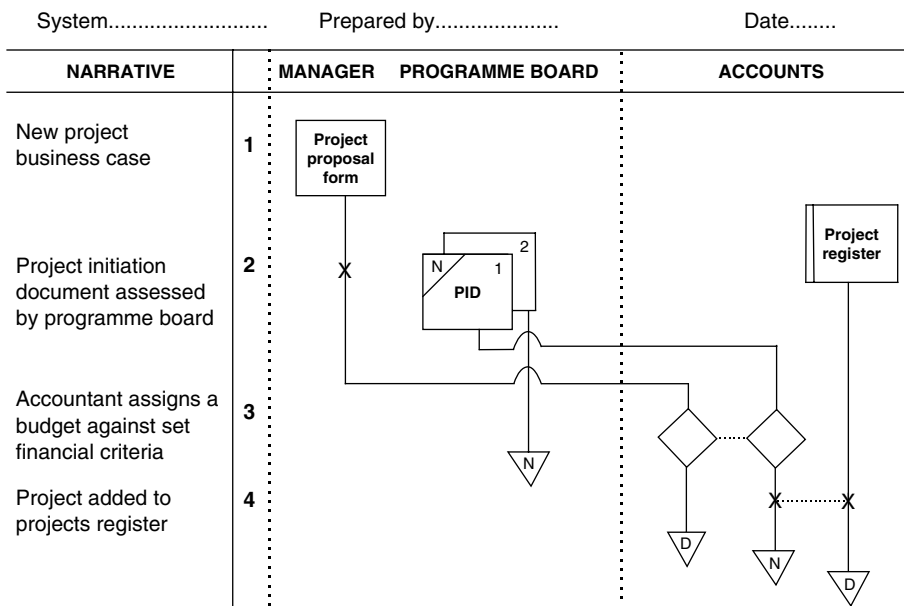 System.......................... Prepared by.................... Date........
NARRATIVE MANAGER PROGRAMME BOARD ACCOUNTS
New project
business case
1
Project
proposal
form
Project initiation
document assessed
by programme board
2
X
N
1
2
PID
Project
register
Accountant assigns a
budget against set
financial criteria
3
N
Project added to
projects register
4
X
X
D
N
D